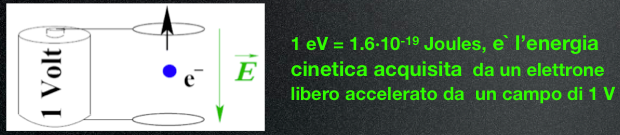 1 Volt
e⁻
E
1 eV = 1.6·10⁻¹⁹ Joules, e` l'energia
cinetica acquisita da un elettrone
libero accelerato da un campo di 1 V